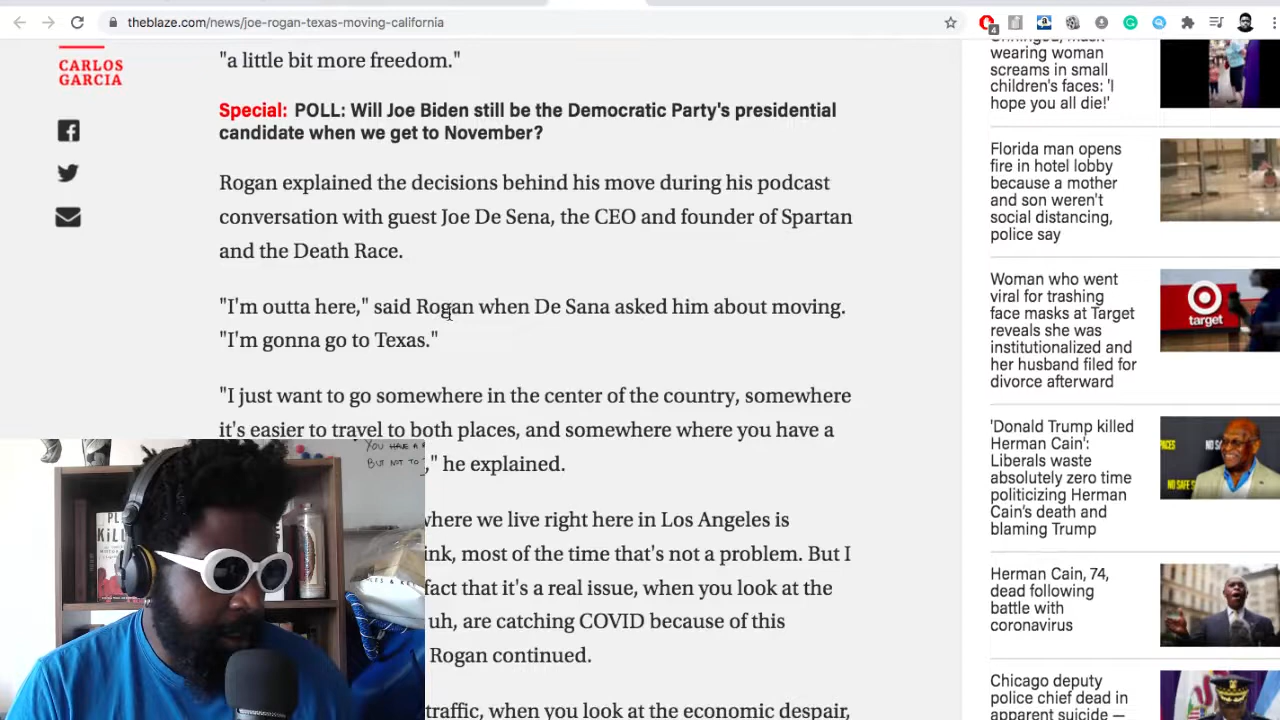 theblaze.com/news/joe-rogan-texas-moving-california
4
CARLOS
GARCIA
"a little bit more freedom."
Special: POLL: Will Joe Biden still be the Democratic Party's presidential
candidate when we get to November?
Rogan explained the decisions behind his move during his podcast
conversation with guest Joe De Sena, the CEO and founder of Spartan
and the Death Race.
"I'm outta here," said Rogan when De Sana asked him about moving.
"I'm gonna go to Texas."
"I just want to go somewhere in the center of the country, somewhere
it's easier to travel to both places, and somewhere where you have a
," he explained.
where we live right here in Los Angeles is
ink, most of the time that's not a problem. But I
fact that it's a real issue, when you look at the
uh, are catching COVID because of this
Rogan continued.
traffic, when you look at the economic despair,
YOU HAVE A
BUT NOT TO
wearing woman
screams in small
children's faces: 'I
hope you all die!'
Florida man opens
fire in hotel lobby
because a mother
and son weren't
social distancing,
police say
Woman who went
viral for trashing
face masks at Target
reveals she was
institutionalized and
her husband filed for
divorce afterward
target
'Donald Trump killed
Herman Cain':
Liberals waste
absolutely zero time
politicizing Herman
Cain's death and
blaming Trump
NO SAFE
Herman Cain, 74,
dead following
battle with
coronavirus
Chicago deputy
police chief dead in
apparent suicide —